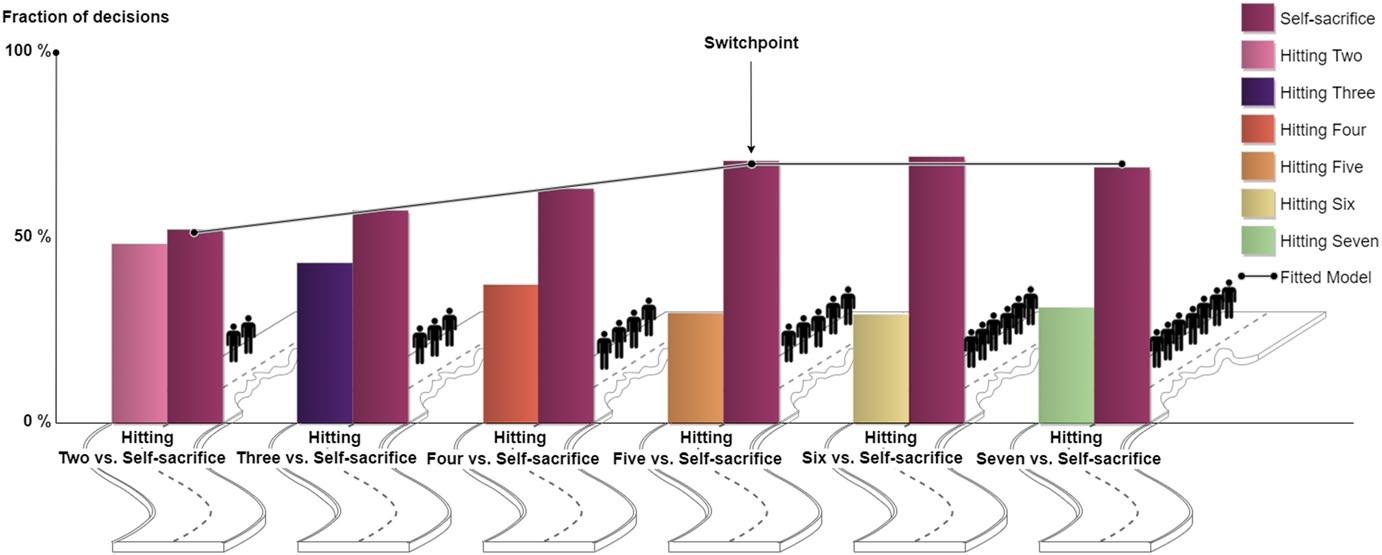 Fraction of decisions
100 %
50 %
0 %
Switchpoint
Self-sacrifice
Hitting Two
Hitting Three
Hitting Four
Hitting Five
Hitting Six
Hitting Seven
Fitted Model
Hitting
Two vs. Self-sacrifice
Hitting
Three vs. Self-sacrifice
Hitting
Four vs. Self-sacrifice
Hitting
Five vs. Self-sacrifice
Hitting
Six vs. Self-sacrifice
Hitting
Seven vs. Self-sacrifice